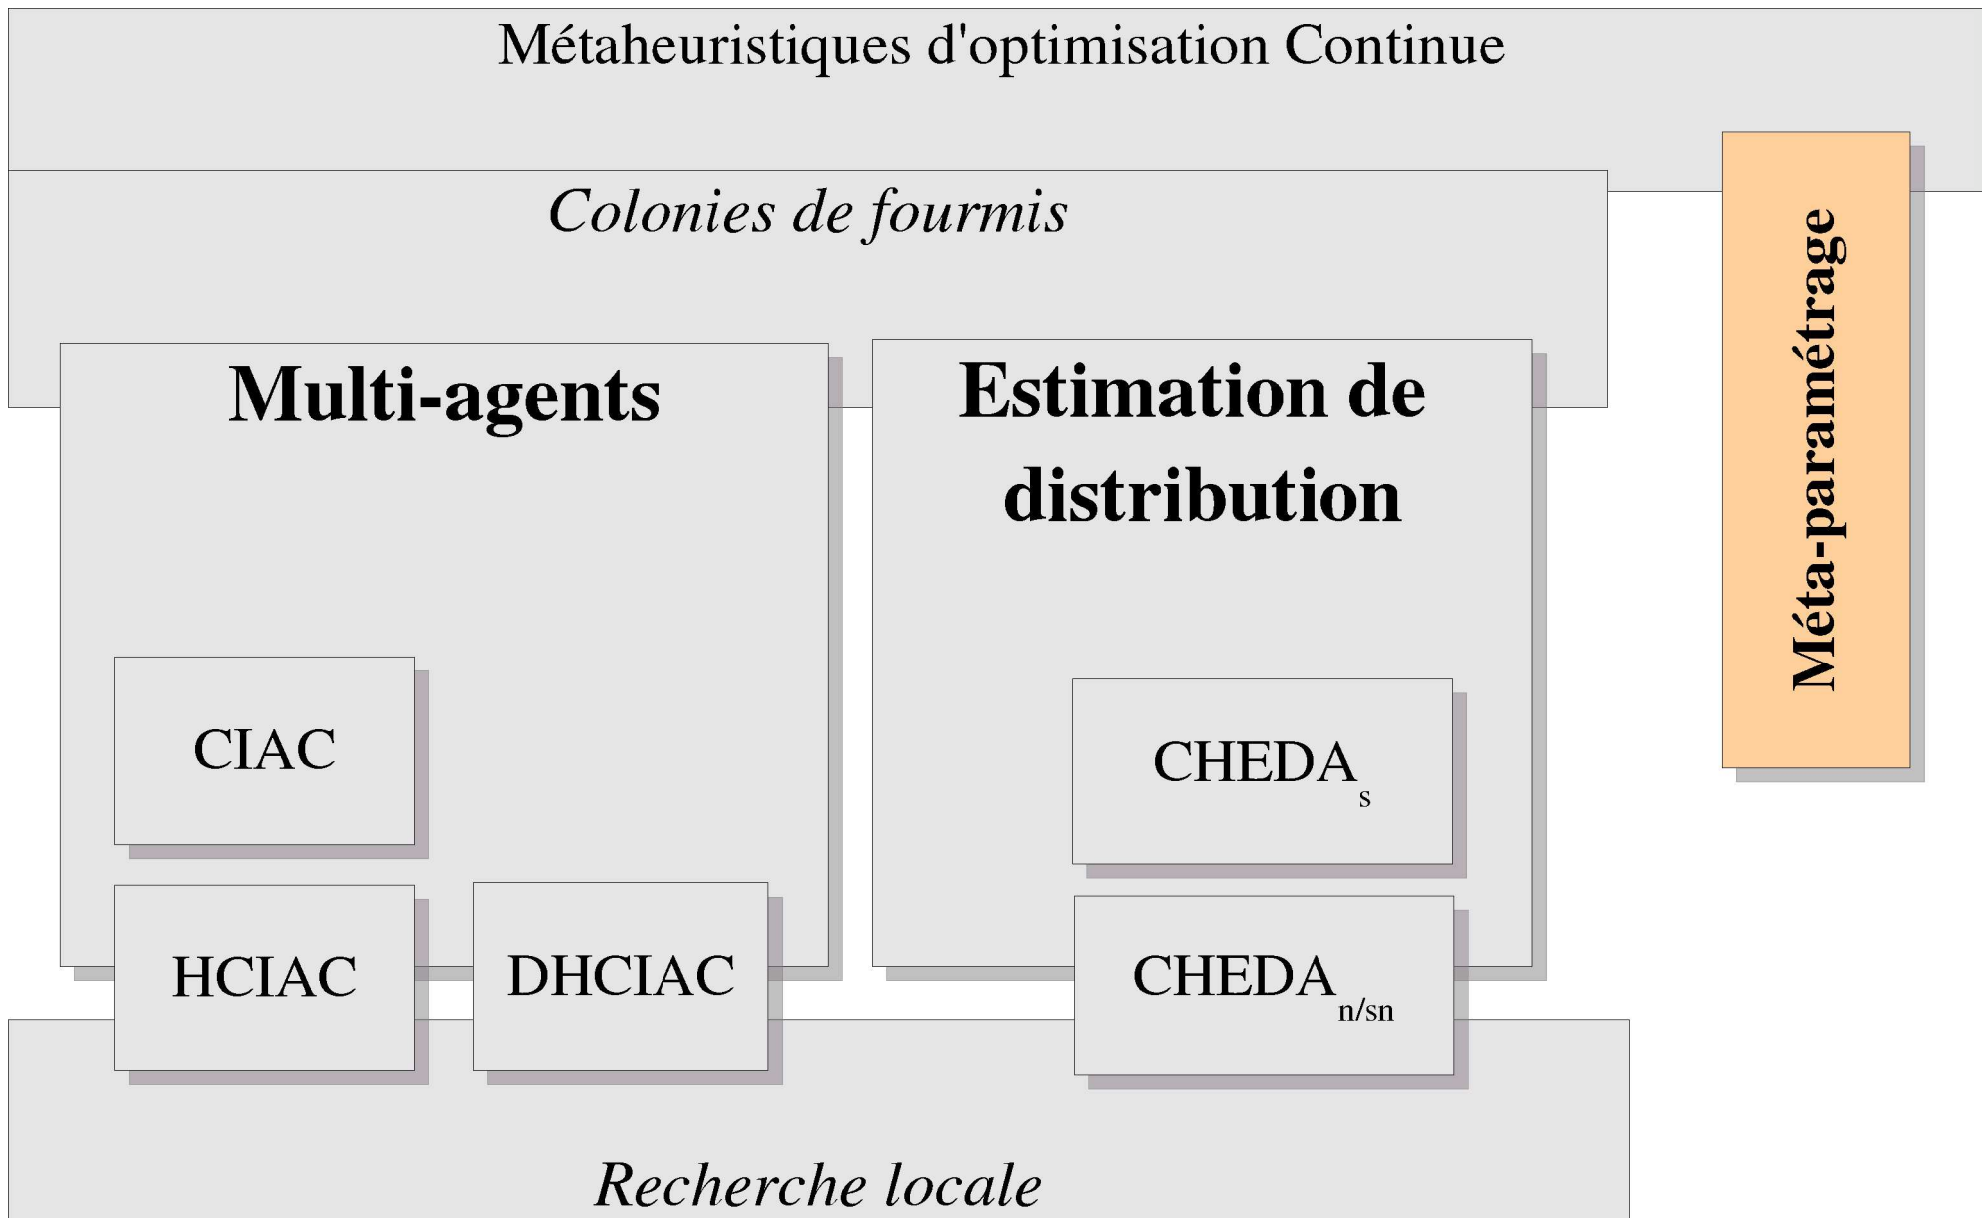 Métaheuristiques d'optimisation Continue
Colonies de fourmis
Méta-paramétrage
Multi-agents
Estimation de
distribution
CIAC
CHEDA s
HCIAC
DHCIAC
CHEDA n/sn
Recherche locale